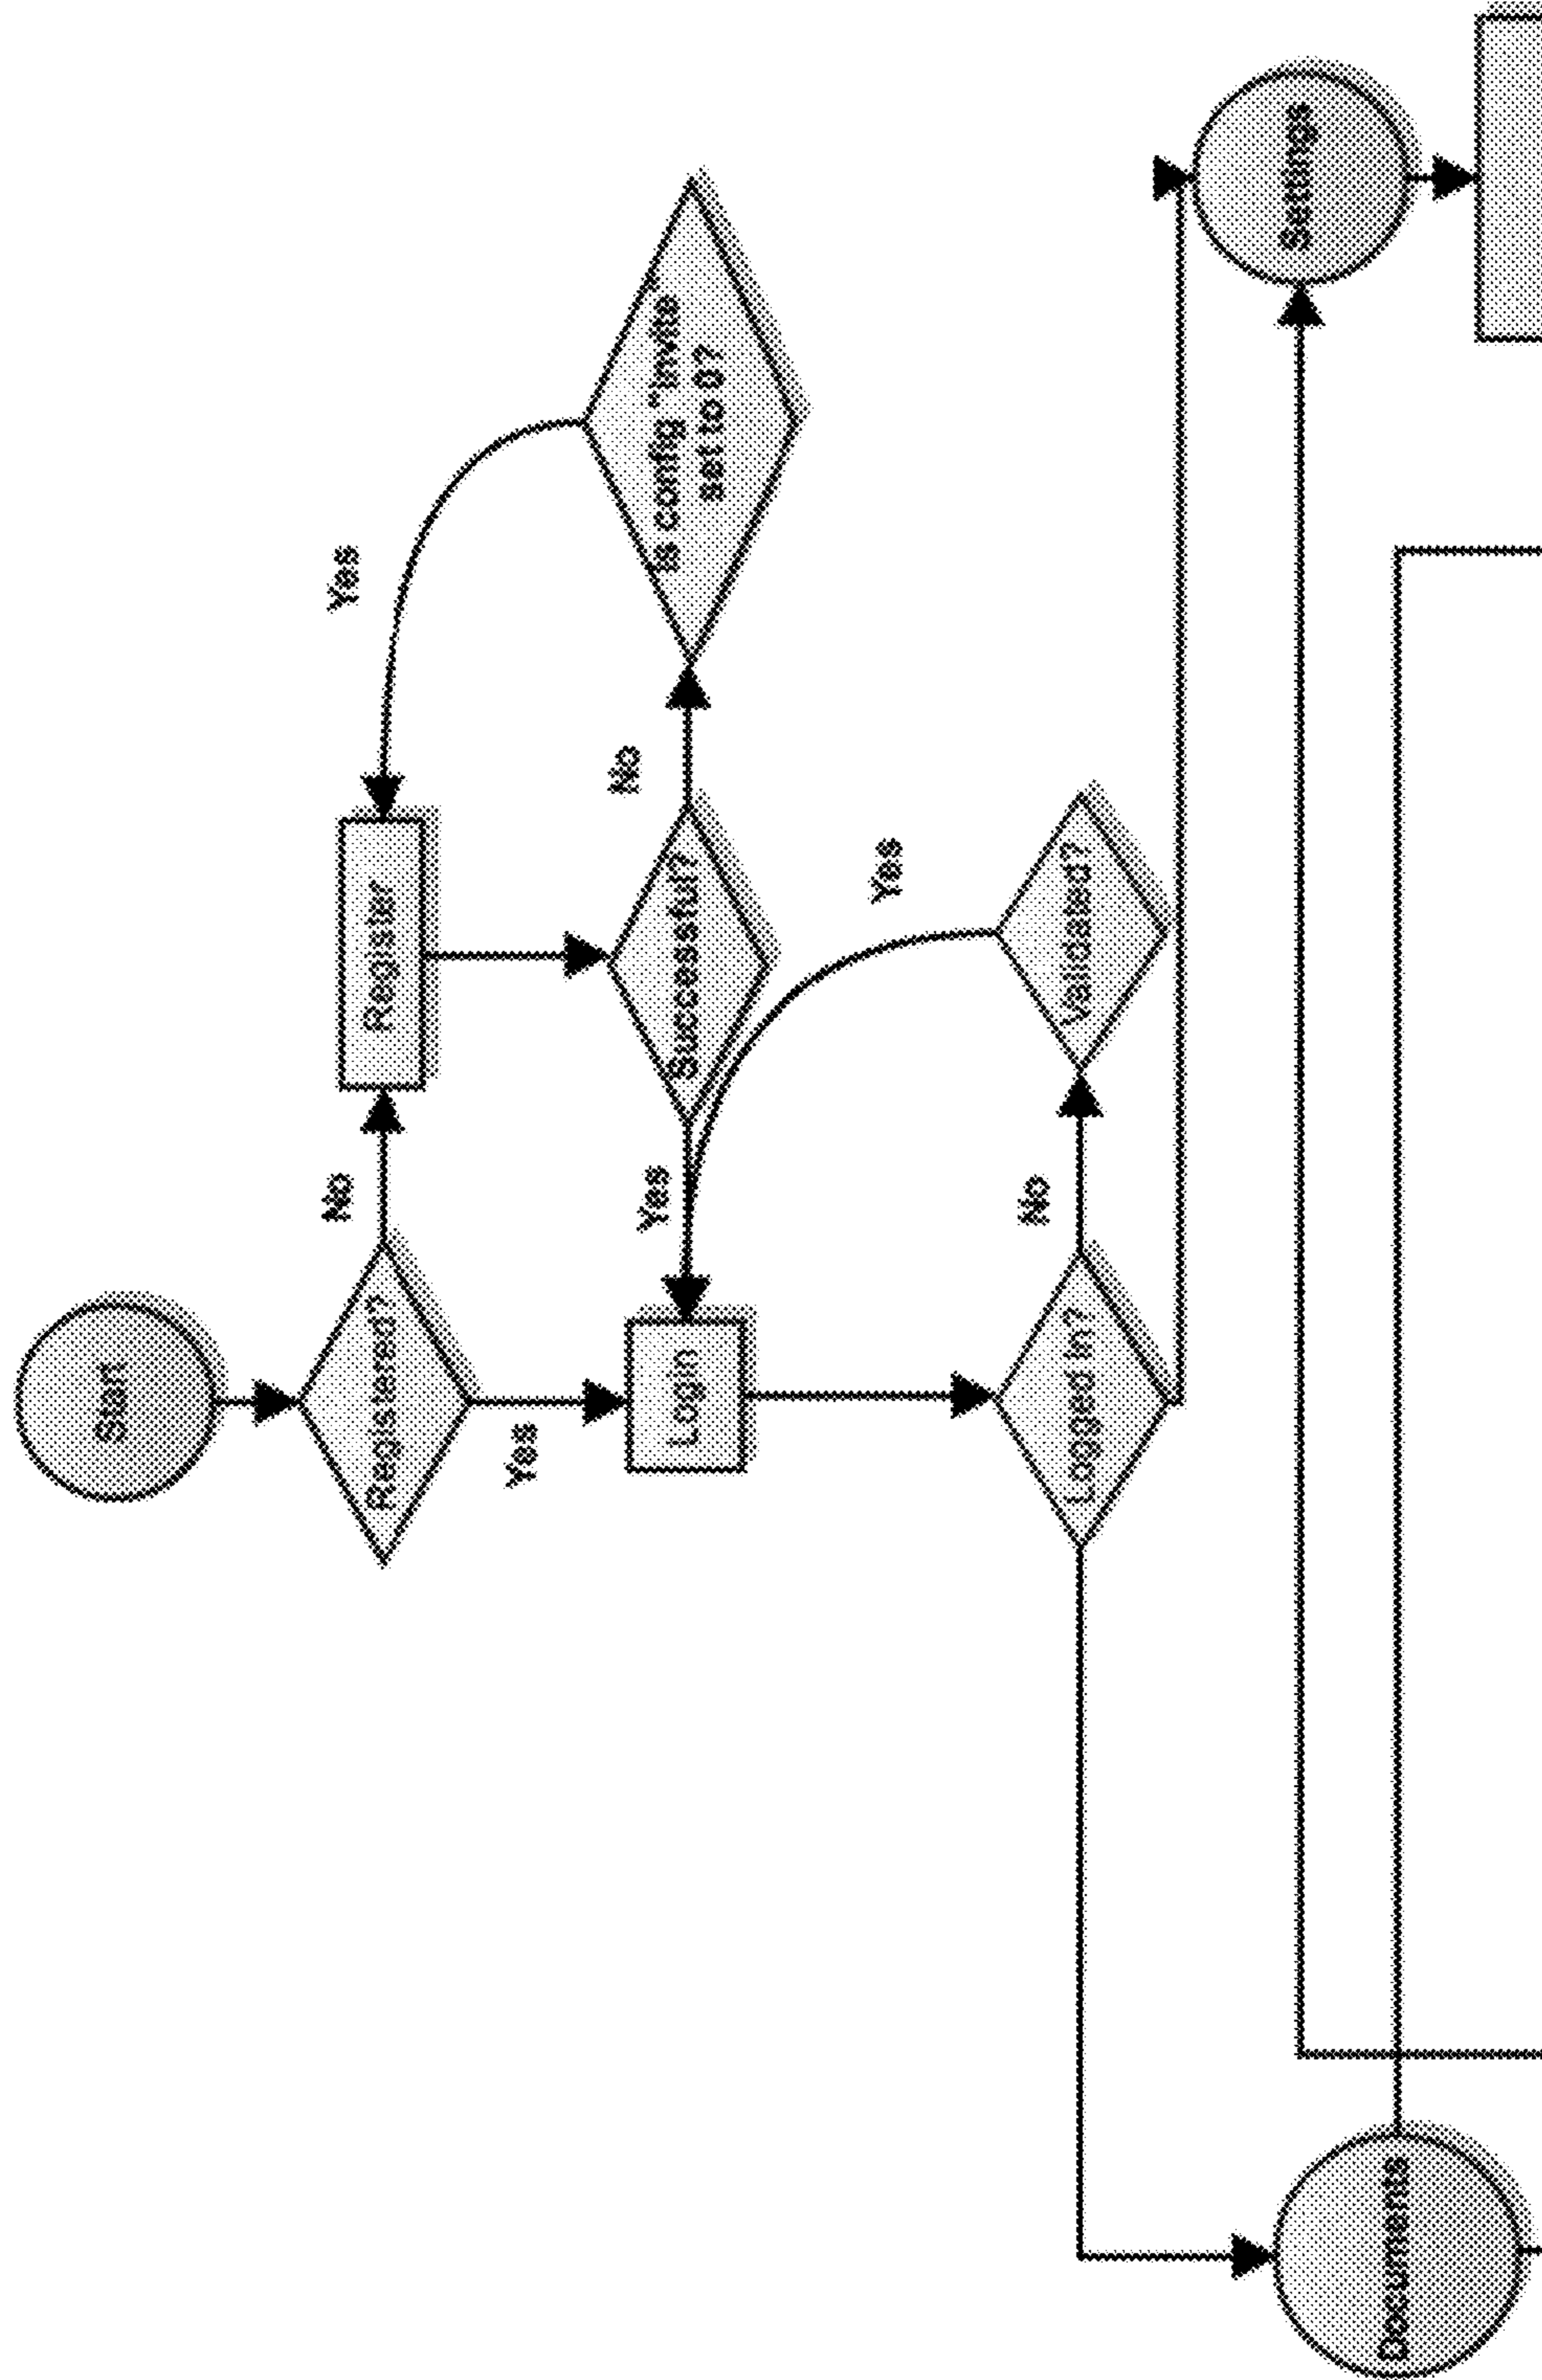 Start
Registered?
No
Register
Yes
Yes
Login
Yes
Successful?
No
Is config "invite
set to 0?
Logged In?
No
Validated?
Yes
Settings
Documents